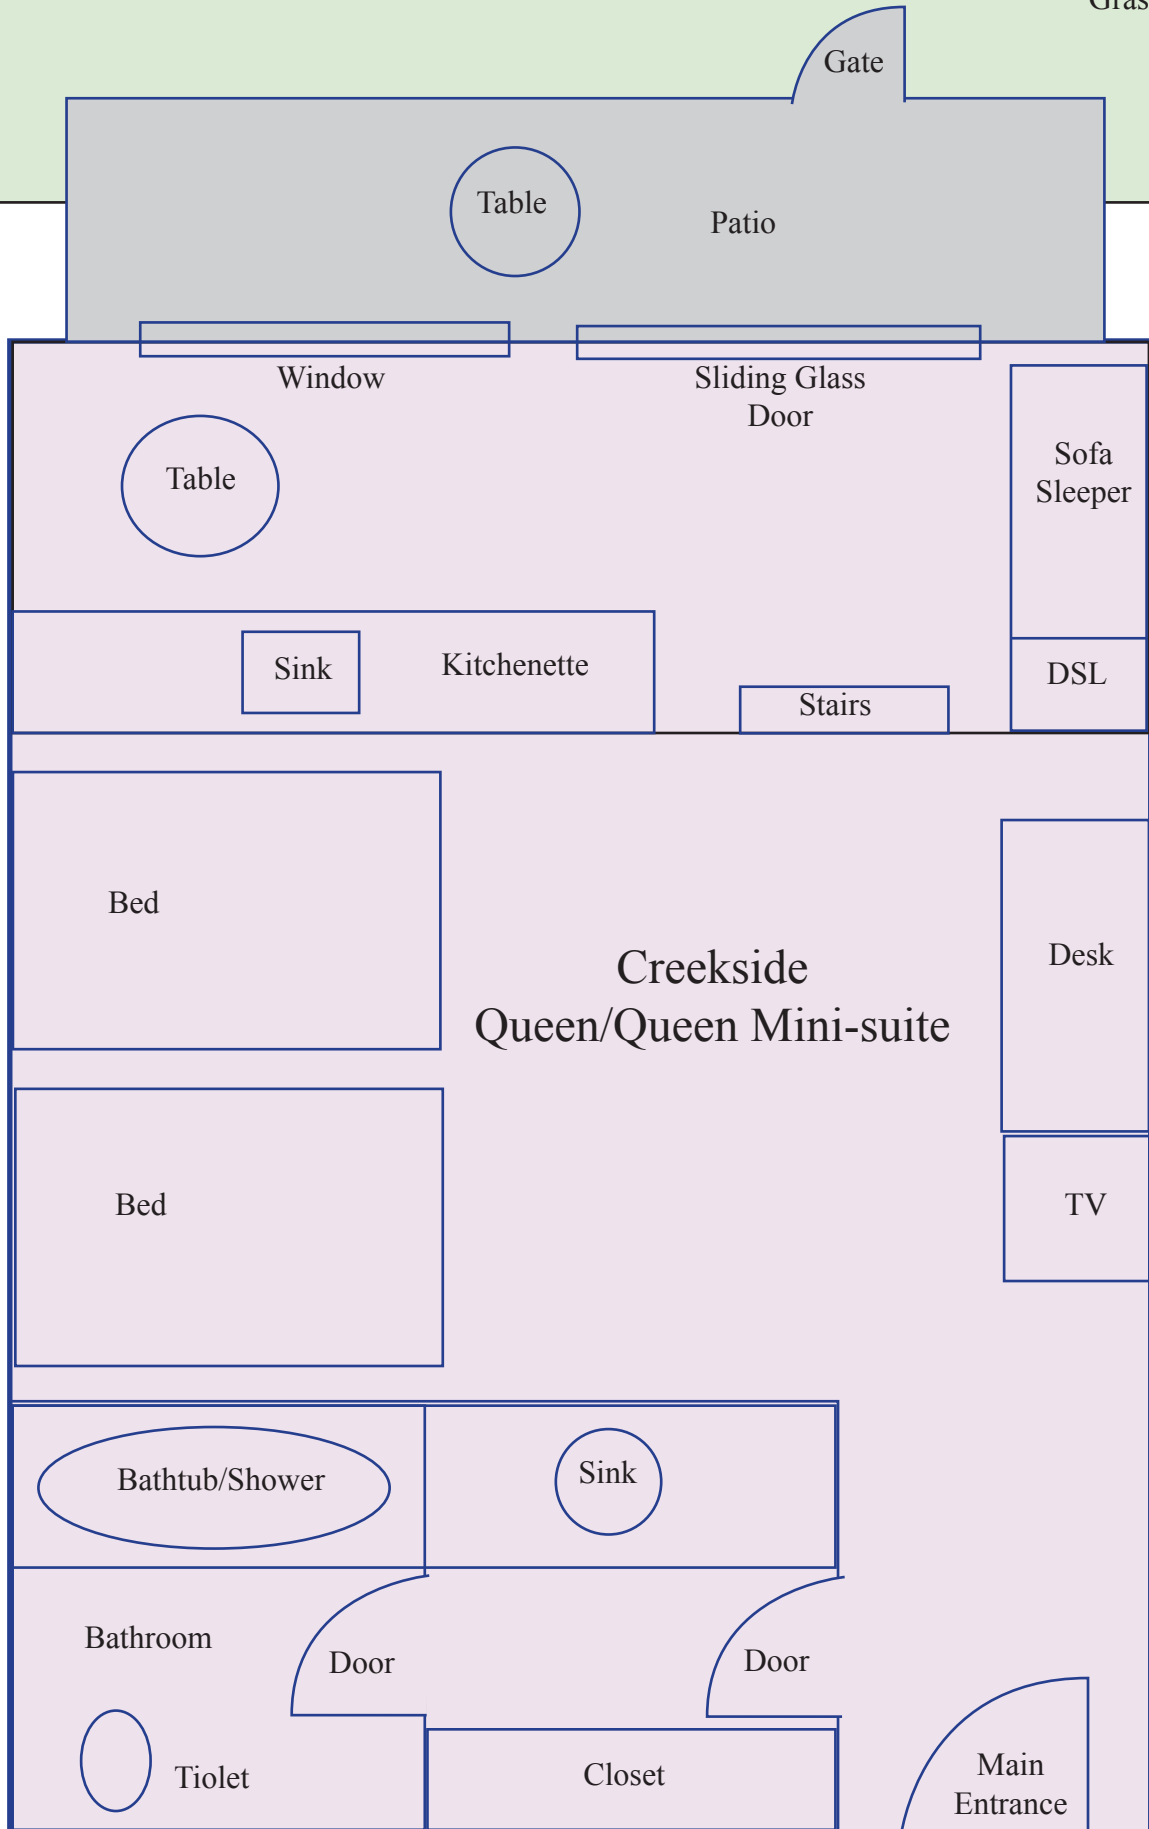 Gate
Table
Patio
Window
Sliding Glass
Door
Table
Sofa
Sleeper
Sink
Kitchenette
DSL
Stairs
Bed
Creekside
Queen/Queen Mini-suite
Desk
Bed
TV
Bathtub/Shower
Sink
Bathroom
Door
Door
Tiolet
Closet
Main
Entrance